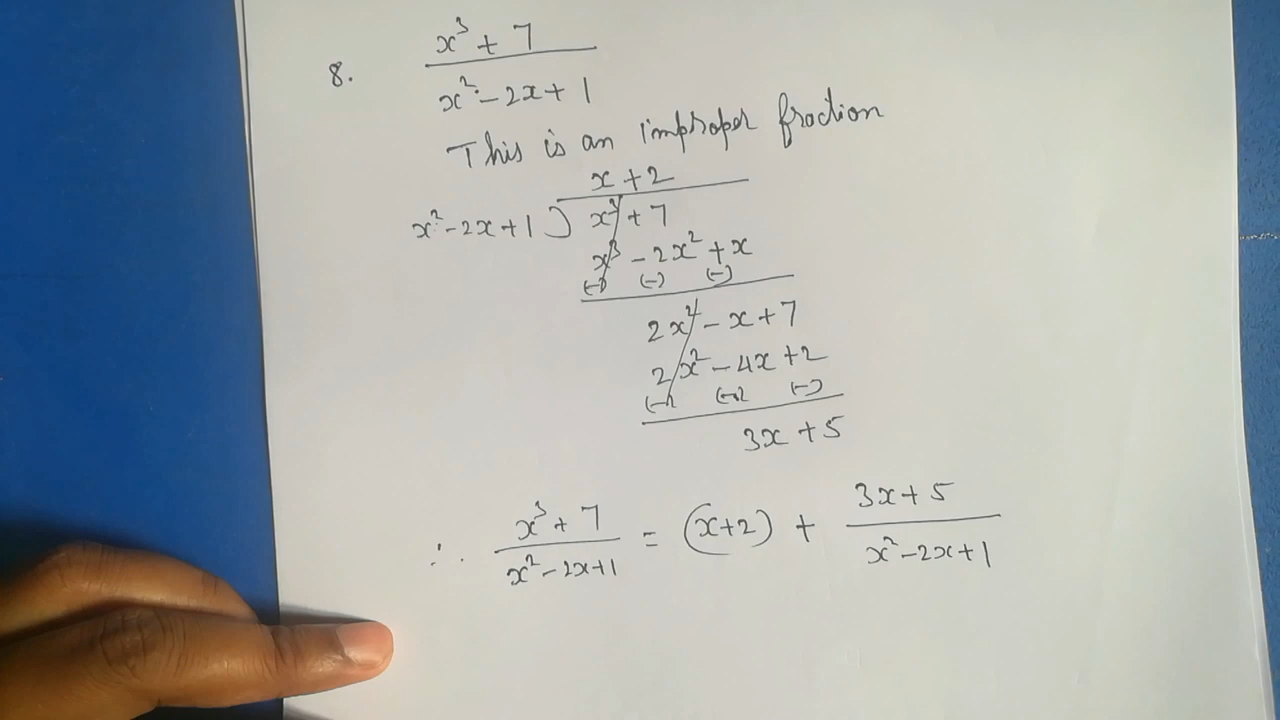 8. x³ + 7
x² - 2x + 1
This is an improper fraction
x + 2
x² - 2x + 1 ) x³ + 7
x³ - 2x² + x
(-) (-) (-)
2x² - x + 7
2x² - 4x + 2
(-) (-) (-)
3x + 5
∴ x³ + 7 / x² - 2x + 1 = (x+2) + 3x + 5 / x² - 2x + 1